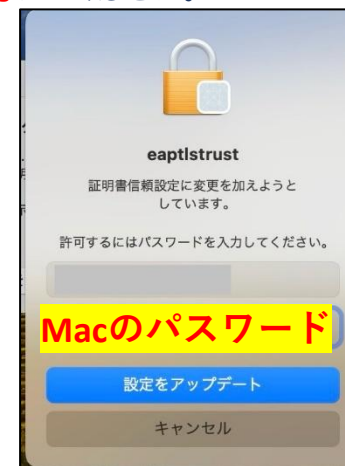 eaptlstrust
証明書信頼設定に変更を加えようと
しています。
許可するにはパスワードを入力してください。
Macのパスワード
設定をアップデート
キャンセル